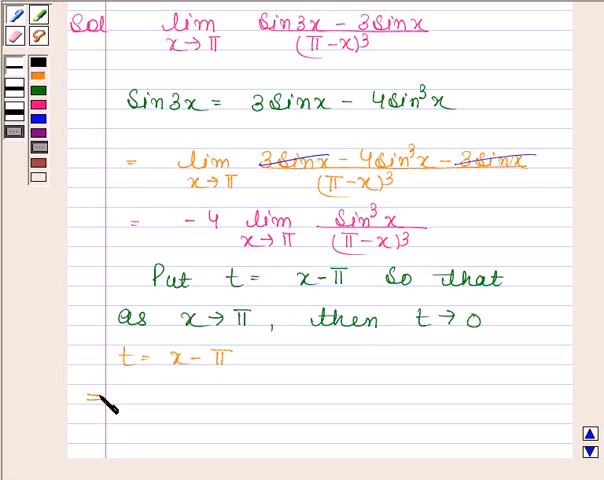 Sol lim x→π (sin3x - 3sinx)/(π-x)³
Sin3x = 3Sinx - 4Sin³x
= lim x→π (3Sinx - 4Sin³x - 3Sinx)/(π-x)³
= -4 lim x→π Sin³x/(π-x)³
Put t = x-π So that
as x→π, then t→0
t = x-π
=